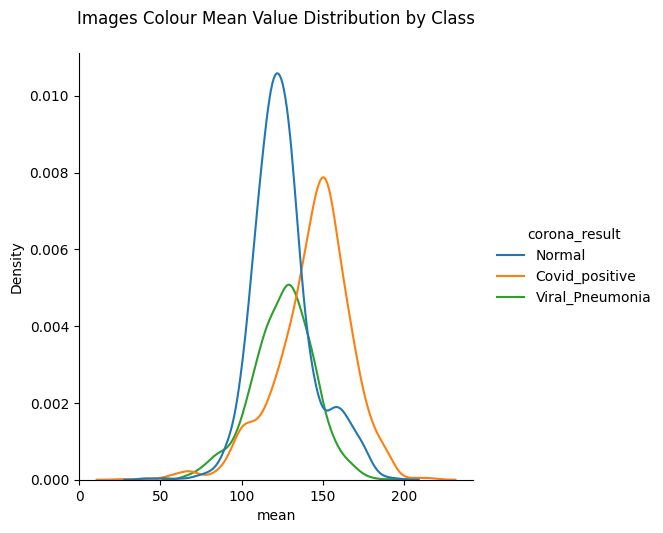 Images Colour Mean Value Distribution by Class
0.010
0.008
0.006
0.004
0.002
0.000
Density
0
50
100
150
200
mean
corona_result
Normal
Covid_positive
Viral_Pneumonia